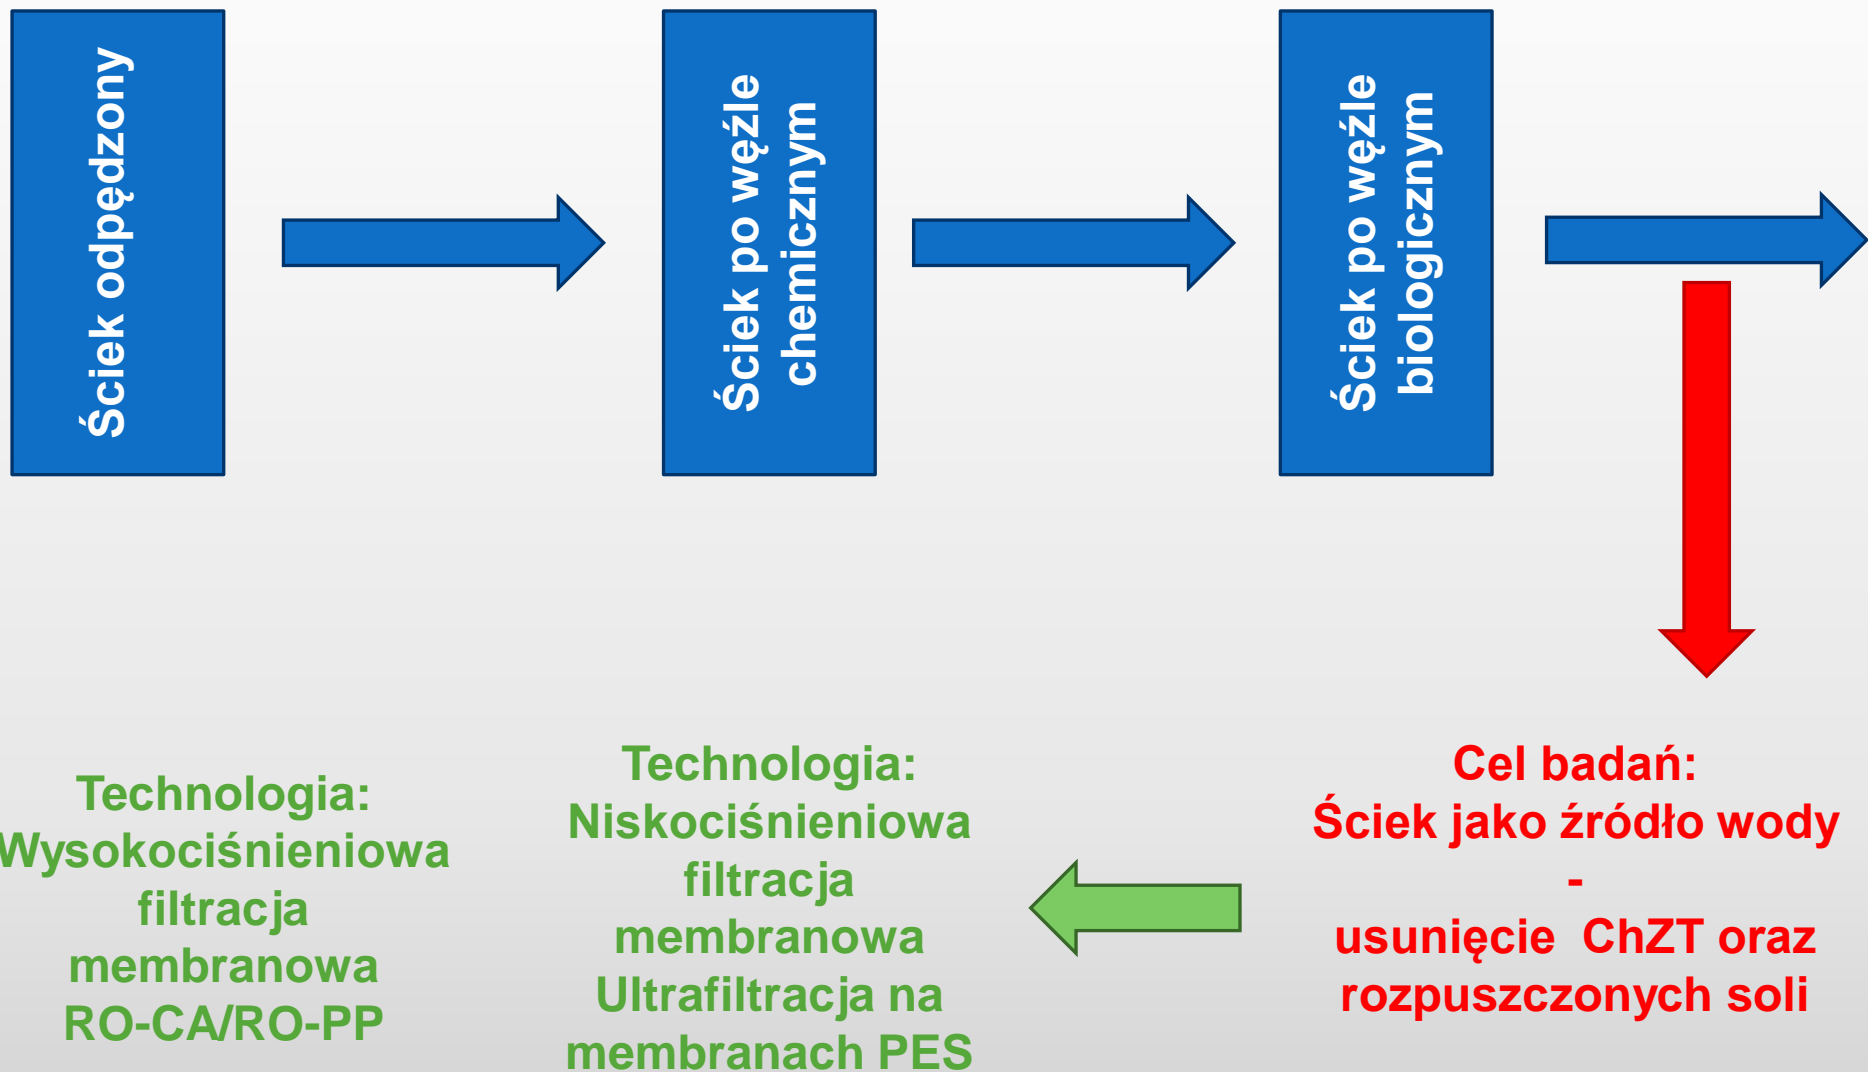 Ściek odpędzony
Ściek po węźle
chemicznym
Ściek po węźle
biologicznym
Technologia:
Wysokociśnieniowa
filtracja
membranowa
RO-CA/RO-PP
Technologia:
Niskociśnieniowa
filtracja
membranowa
Ultrafiltracja na
membranach PES
Cel badań:
Ściek jako źródło wody
-
usunięcie ChZT oraz
rozpuszczonych soli